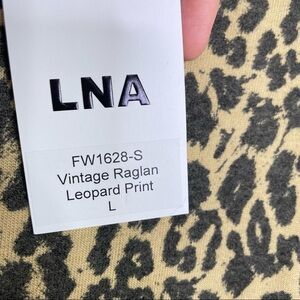 LNA
FW1628-S
Vintage Raglan
Leopard Print
L